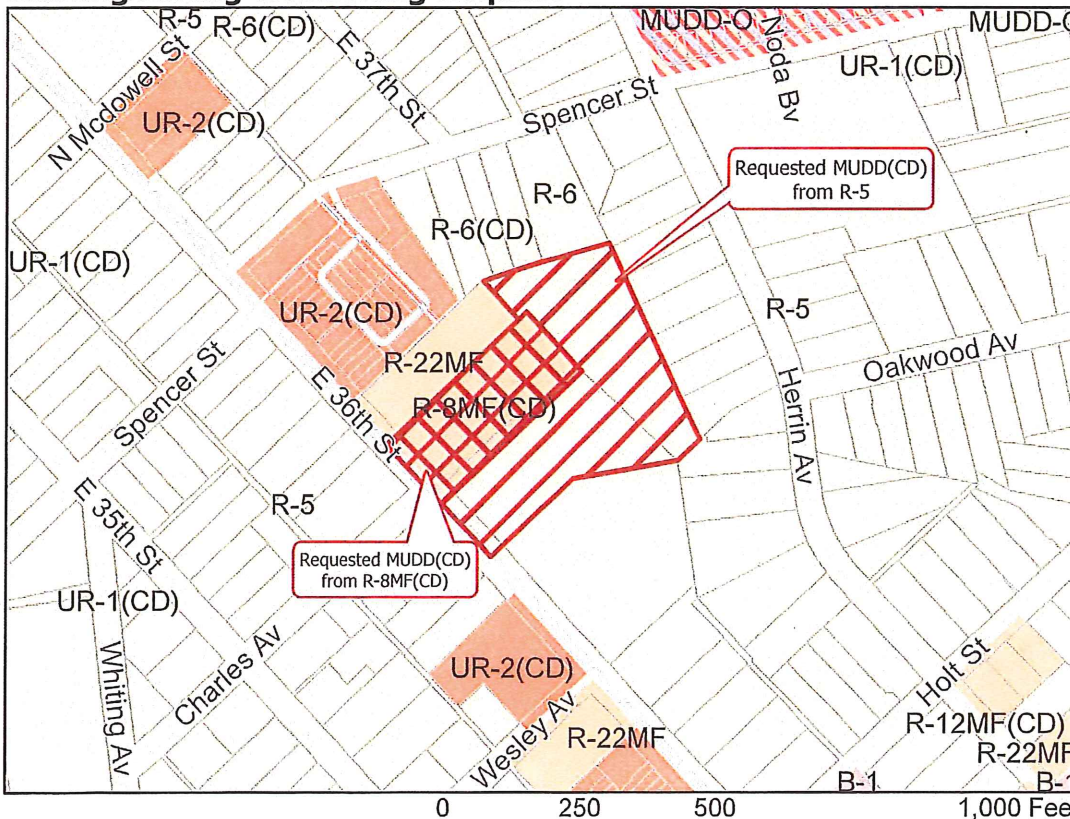 R-5
R-6(CD)
MUDD-O
MUDD-O
N Mcdowell St
E 37th St
Noda Bv
UR-1(CD)
UR-2(CD)
Spencer St
Requested MUDD(CD)
from R-5
R-6
R-6(CD)
UR-1(CD)
UR-2(CD)
R-5
R-22MF
Oakwood Av
Spencer St
E 36th St
R-8MF(CD)
Herrin Av
E 35th St
R-5
Requested MUDD(CD)
from R-8MF(CD)
UR-1(CD)
Whiting Av
Charles Av
UR-2(CD)
Holt St
Wesley Av
R-22MF
R-12MF(CD)
R-22MF
B-1
B-
0 250 500 1,000 Fee